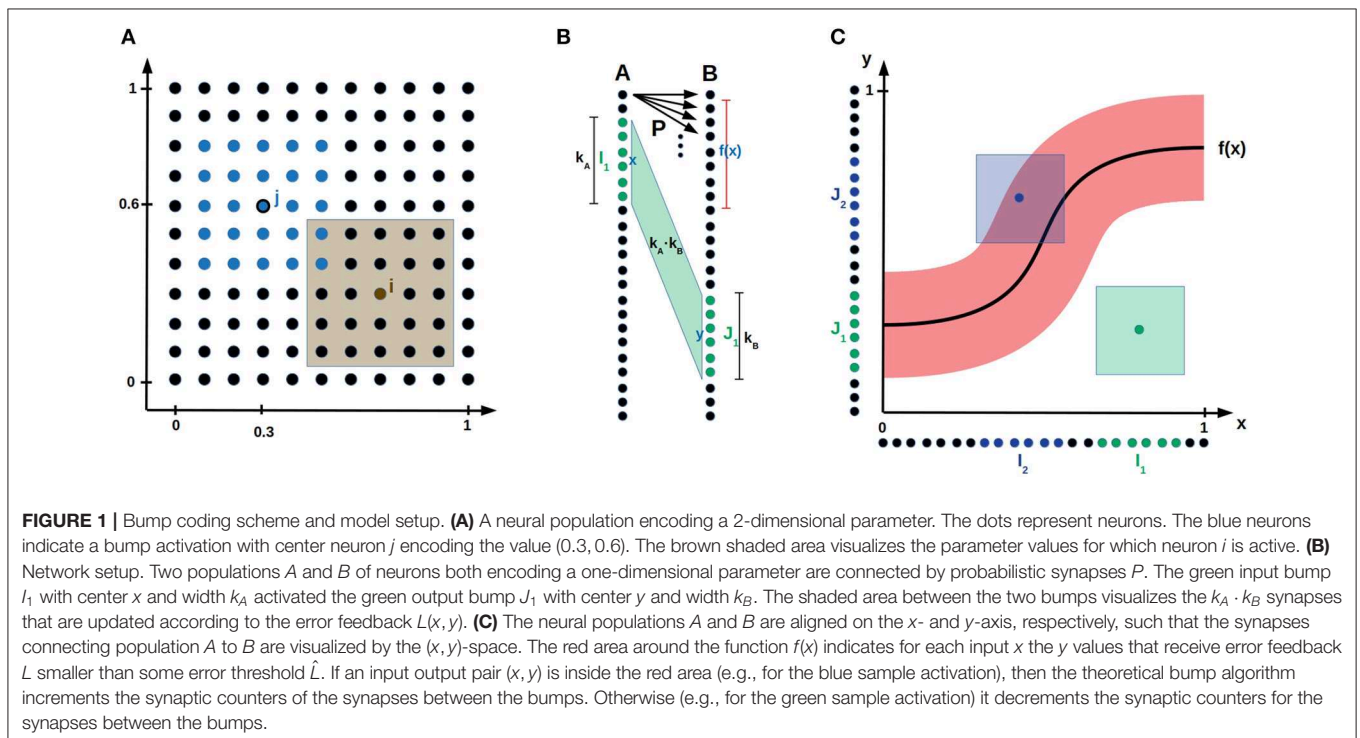 A
B
C
1
0.6
0
0
0.3
1
j
i
A
B
P
k_A
I_1
x
f(x)
k_A·k_B
y
J_1
k_B
y
1
J_2
J_1
f(x)
0
1
x
I_2
I_1
FIGURE 1 | Bump coding scheme and model setup. (A) A neural population encoding a 2-dimensional parameter. The dots represent neurons. The blue neurons
indicate a bump activation with center neuron j encoding the value (0.3, 0.6). The brown shaded area visualizes the parameter values for which neuron i is active. (B)
Network setup. Two populations A and B of neurons both encoding a one-dimensional parameter are connected by probabilistic synapses P. The green input bump
I_1 with center x and width k_A activated the green output bump J_1 with center y and width k_B. The shaded area between the two bumps visualizes the k_A · k_B synapses
that are updated according to the error feedback L(x, y). (C) The neural populations A and B are aligned on the x- and y-axis, respectively, such that the synapses
connecting population A to B are visualized by the (x, y)-space. The red area around the function f(x) indicates for each input x the y values that receive error feedback
L smaller than some error threshold L̂. If an input output pair (x, y) is inside the red area (e.g., for the blue sample activation), then the theoretical bump algorithm
increments the synaptic counters of the synapses between the bumps. Otherwise (e.g., for the green sample activation) it decrements the synaptic counters for the
synapses between the bumps.